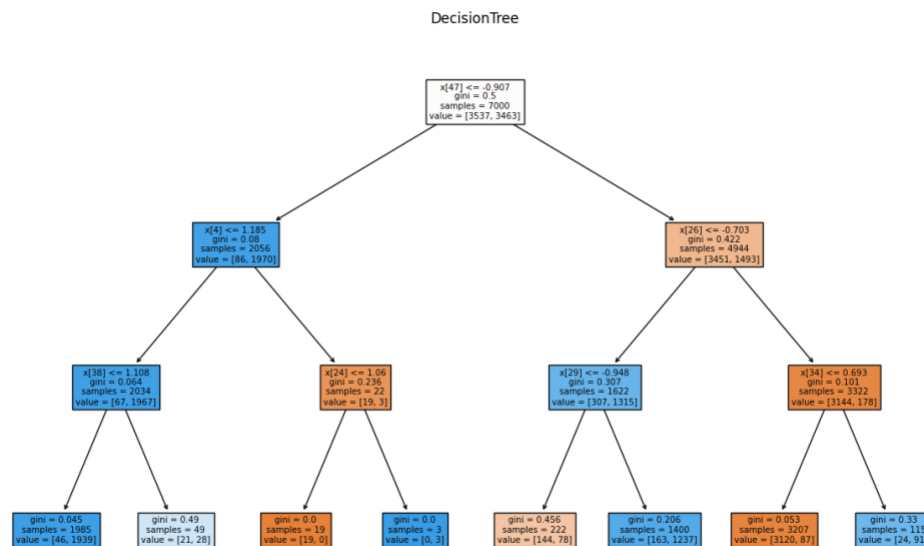 DecisionTree
x[47] <= -0.907
gini = 0.5
samples = 7000
value = [3537, 3463]
x[4] <= 1.185
gini = 0.08
samples = 2056
value = [86, 1970]
x[26] <= -0.703
gini = 0.422
samples = 4944
value = [3451, 1493]
x[38] <= 1.108
gini = 0.064
samples = 2034
value = [67, 1967]
x[24] <= 1.06
gini = 0.236
samples = 22
value = [19, 3]
x[29] <= -0.948
gini = 0.307
samples = 1622
value = [307, 1315]
x[34] <= 0.693
gini = 0.101
samples = 3322
value = [3144, 178]
gini = 0.045
samples = 1985
value = [46, 1939]
gini = 0.49
samples = 49
value = [21, 28]
gini = 0.0
samples = 19
value = [19, 0]
gini = 0.0
samples = 3
value = [0, 3]
gini = 0.456
samples = 222
value = [144, 78]
gini = 0.206
samples = 1400
value = [163, 1237]
gini = 0.053
samples = 3207
value = [3120, 87]
gini = 0.33
samples = 115
value = [24,